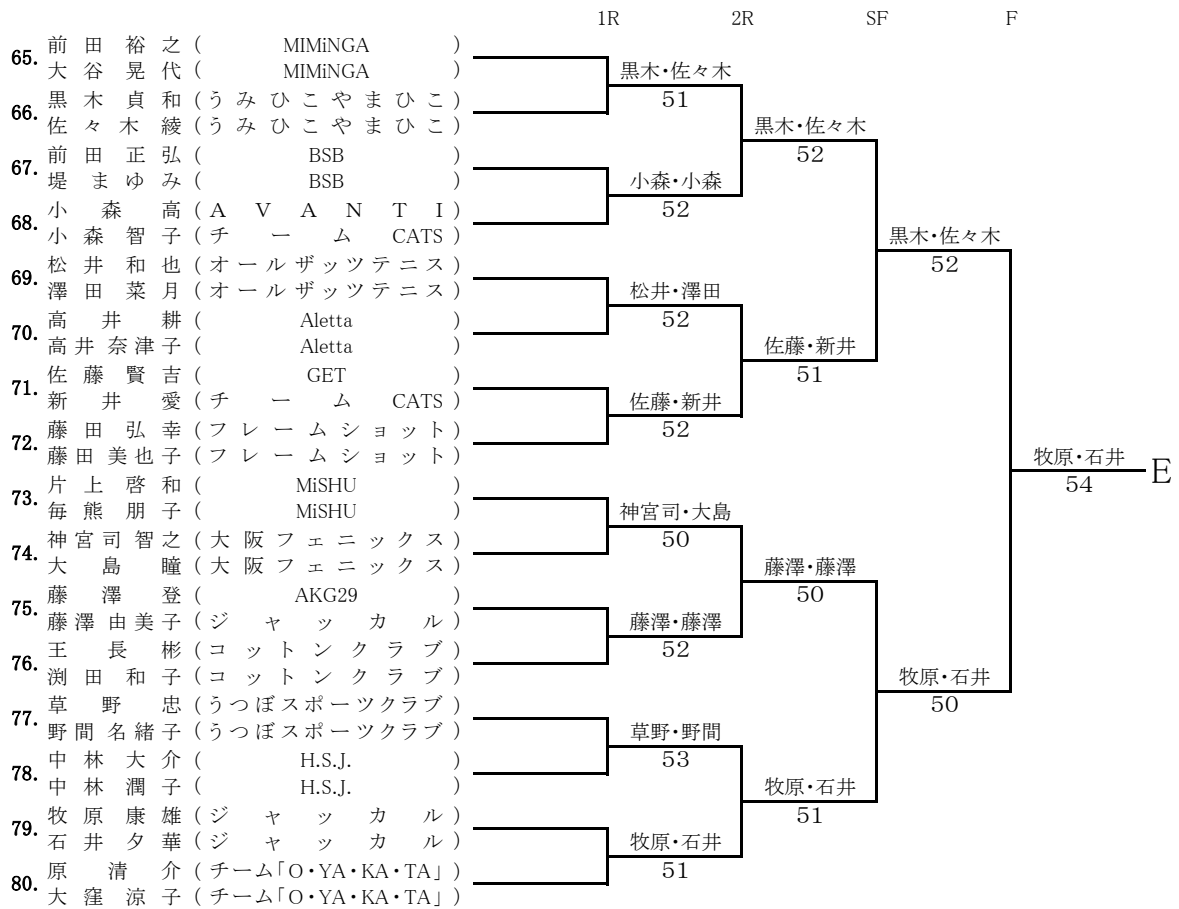 1R 2R SF F
65. 前田裕之(MIMiNGA)
大谷晃代(MIMiNGA)
黒木・佐々木
51
66. 黒木貞和(うみひこやまひこ)
佐々木綾(うみひこやまひこ)
黒木・佐々木
52
67. 前田正弘(BSB)
堤まゆみ(BSB)
小森・小森
52
68. 小森高(AVANTI)
小森智子(チームCATS)
黒木・佐々木
52
69. 松井和也(オールザッツテニス)
澤田菜月(オールザッツテニス)
松井・澤田
52
70. 高井耕(Aletta)
高井奈津子(Aletta)
佐藤・新井
51
71. 佐藤賢吉(GET)
新井愛(チームCATS)
佐藤・新井
52
72. 藤田弘幸(フレームショット)
藤田美也子(フレームショット)
牧原・石井
54
E
73. 片上啓和(MiSHU)
毎熊朋子(MiSHU)
神宮司・大島
50
74. 神宮司智之(大阪フェニックス)
大島瞳(大阪フェニックス)
藤澤・藤澤
50
75. 藤澤登(AKG29)
藤澤由美子(ジャッカル)
藤澤・藤澤
52
76. 王長彬(コットンクラブ)
渕田和子(コットンクラブ)
牧原・石井
50
77. 草野忠(うつぼスポーツクラブ)
野間名緒子(うつぼスポーツクラブ)
草野・野間
53
78. 中林大介(H.S.J.)
中林潤子(H.S.J.)
牧原・石井
51
79. 牧原康雄(ジャッカル)
石井夕華(ジャッカル)
牧原・石井
51
80. 原清介(チーム「O・YA・KA・TA」)
大窪涼子(チーム「O・YA・KA・TA」)